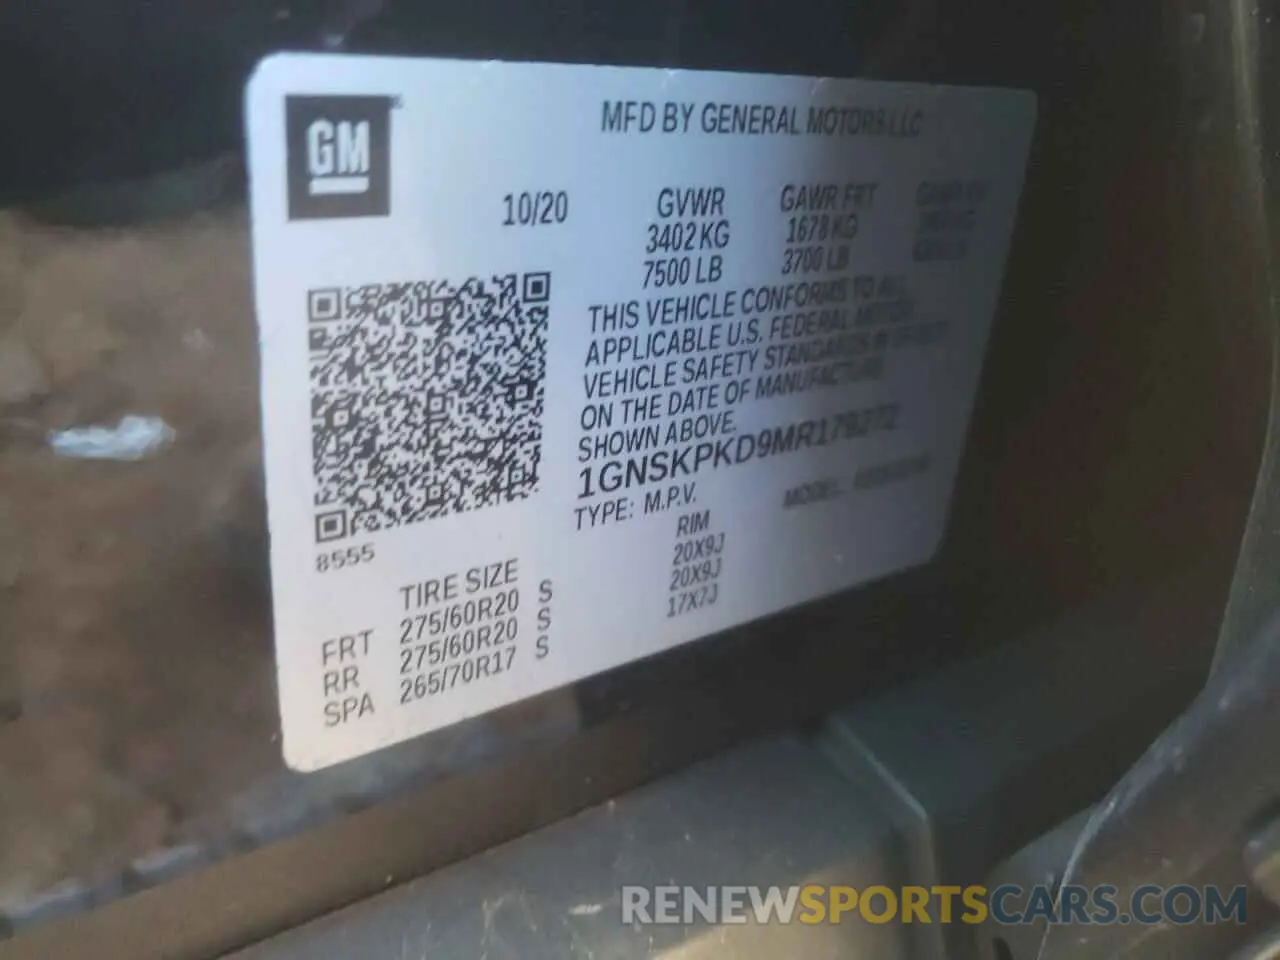 GM
MFD BY GENERAL MOTORS LLC
10/20
GVWR GAWR FRT
3402 KG 1678 KG
7500 LB 3700 LB
THIS VEHICLE CONFORMS TO ALL
APPLICABLE U.S. FEDERAL MOTOR
VEHICLE SAFETY STANDARDS IN EFFECT
ON THE DATE OF MANUFACTURE
SHOWN ABOVE.
TYPE: M.P.V. MODEL:
8555
TIRE SIZE RIM
FRT 275/60R20 S 20X9J
RR 275/60R20 S 20X9J
SPA 265/70R17 S 17X7J
RENEWSPORTSCARS.COM